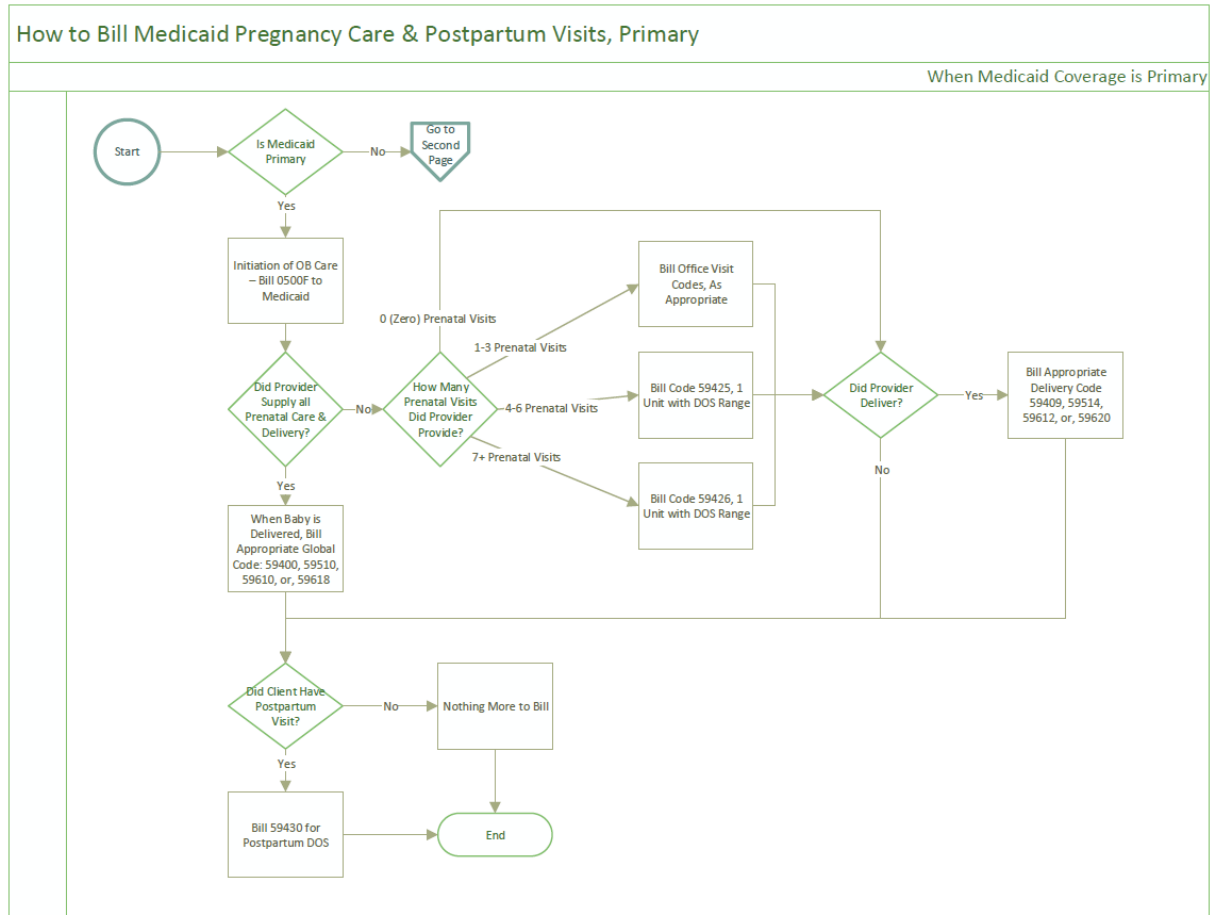 How to Bill Medicaid Pregnancy Care & Postpartum Visits, Primary
When Medicaid Coverage is Primary
Start
Is Medicaid
Primary
No
Go to
Second
Page
Yes
Initiation of OB Care
– Bill 0500F to
Medicaid
Did Provider
Supply all
Prenatal Care &
Delivery?
No
How Many
Prenatal Visits
Did Provider
Provide?
0 (Zero) Prenatal Visits
1-3 Prenatal Visits
4-6 Prenatal Visits
7+ Prenatal Visits
Bill Office Visit
Codes, As
Appropriate
Bill Code 59425, 1
Unit with DOS Range
Bill Code 59426, 1
Unit with DOS Range
Did Provider
Deliver?
Yes
Bill Appropriate
Delivery Code
59409, 59514,
59612, or, 59620
No
Yes
When Baby is
Delivered, Bill
Appropriate Global
Code: 59400, 59510,
59610, or, 59618
Did Client Have
Postpartum
Visit?
No
Nothing More to Bill
Yes
Bill 59430 for
Postpartum DOS
End